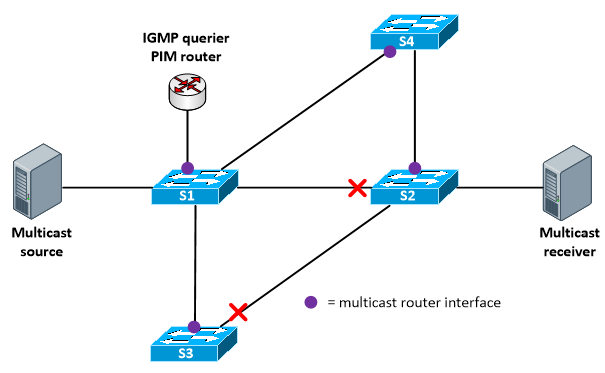 IGMP querier
PIM router
S4
S1
S2
Multicast
source
Multicast
receiver
= multicast router interface
S3